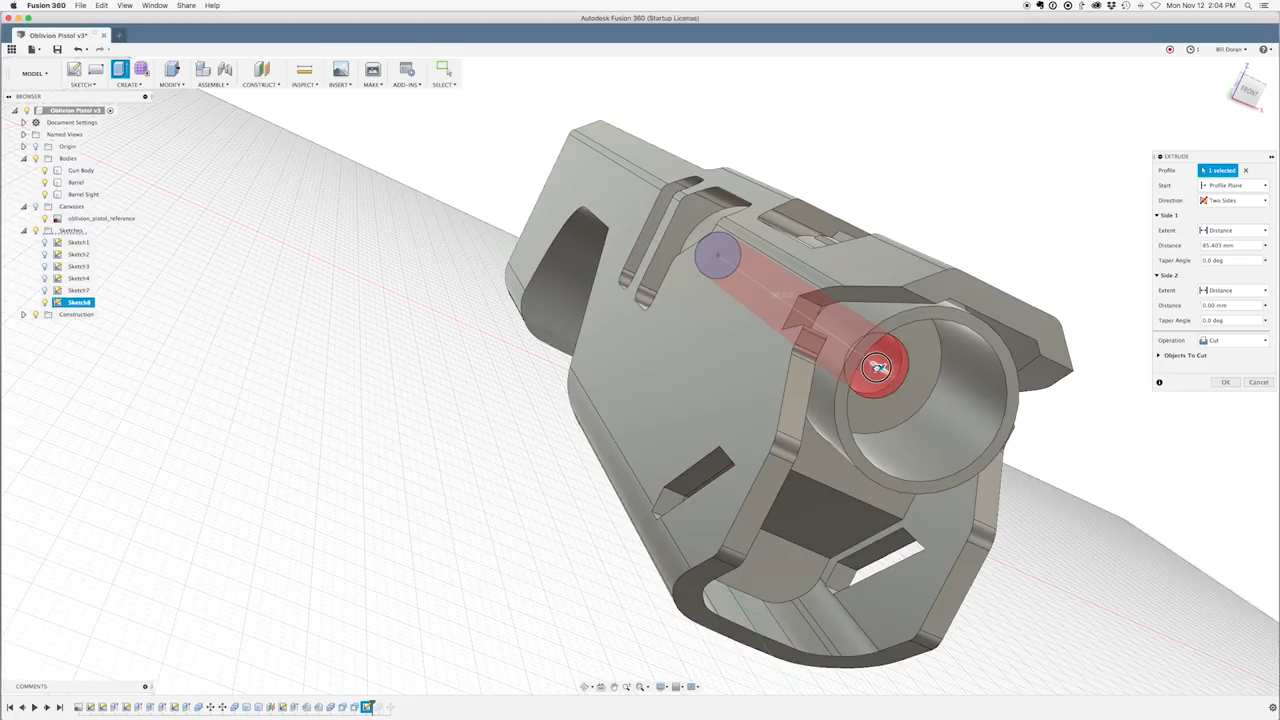 Fusion 360 File Edit View Window Share Help
Mon Nov 12 2:04 PM
Autodesk Fusion 360 (Startup License)
Oblivion Pistol v3*
1 Bill Doran
MODEL
SKETCH CREATE MODIFY ASSEMBLE CONSTRUCT INSPECT INSERT MAKE ADD-INS SELECT
BROWSER
Oblivion Pistol v3
Document Settings
Named Views
Origin
Bodies
Gun Body
Barrel
Barrel Sight
Canvases
oblivion_pistol_reference
Sketches
Sketch1
Sketch2
Sketch3
Sketch4
Sketch7
Sketch8
Construction
Z
FRONT
X
EXTRUDE
Profile 1 selected
Start Profile Plane
Direction Two Sides
Side 1
Extent Distance
Distance 85.403 mm
Taper Angle 0.0 deg
Side 2
Extent Distance
Distance 0.00 mm
Taper Angle 0.0 deg
Operation Cut
Objects To Cut
OK Cancel
COMMENTS